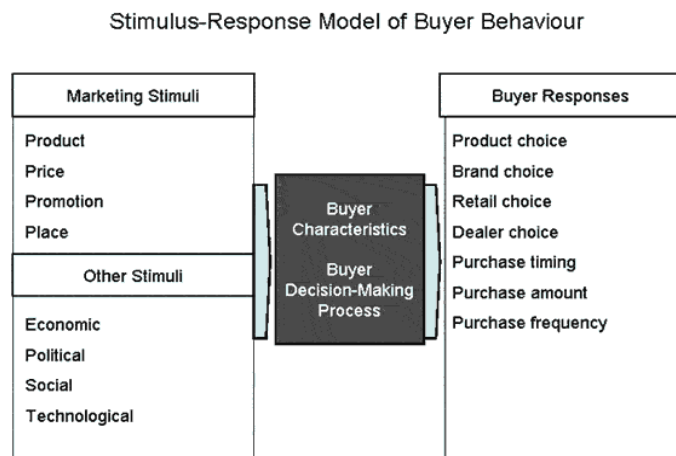 Stimulus-Response Model of Buyer Behaviour
Marketing Stimuli
Product
Price
Promotion
Place
Other Stimuli
Economic
Political
Social
Technological
Buyer
Characteristics
Buyer
Decision-Making
Process
Buyer Responses
Product choice
Brand choice
Retail choice
Dealer choice
Purchase timing
Purchase amount
Purchase frequency